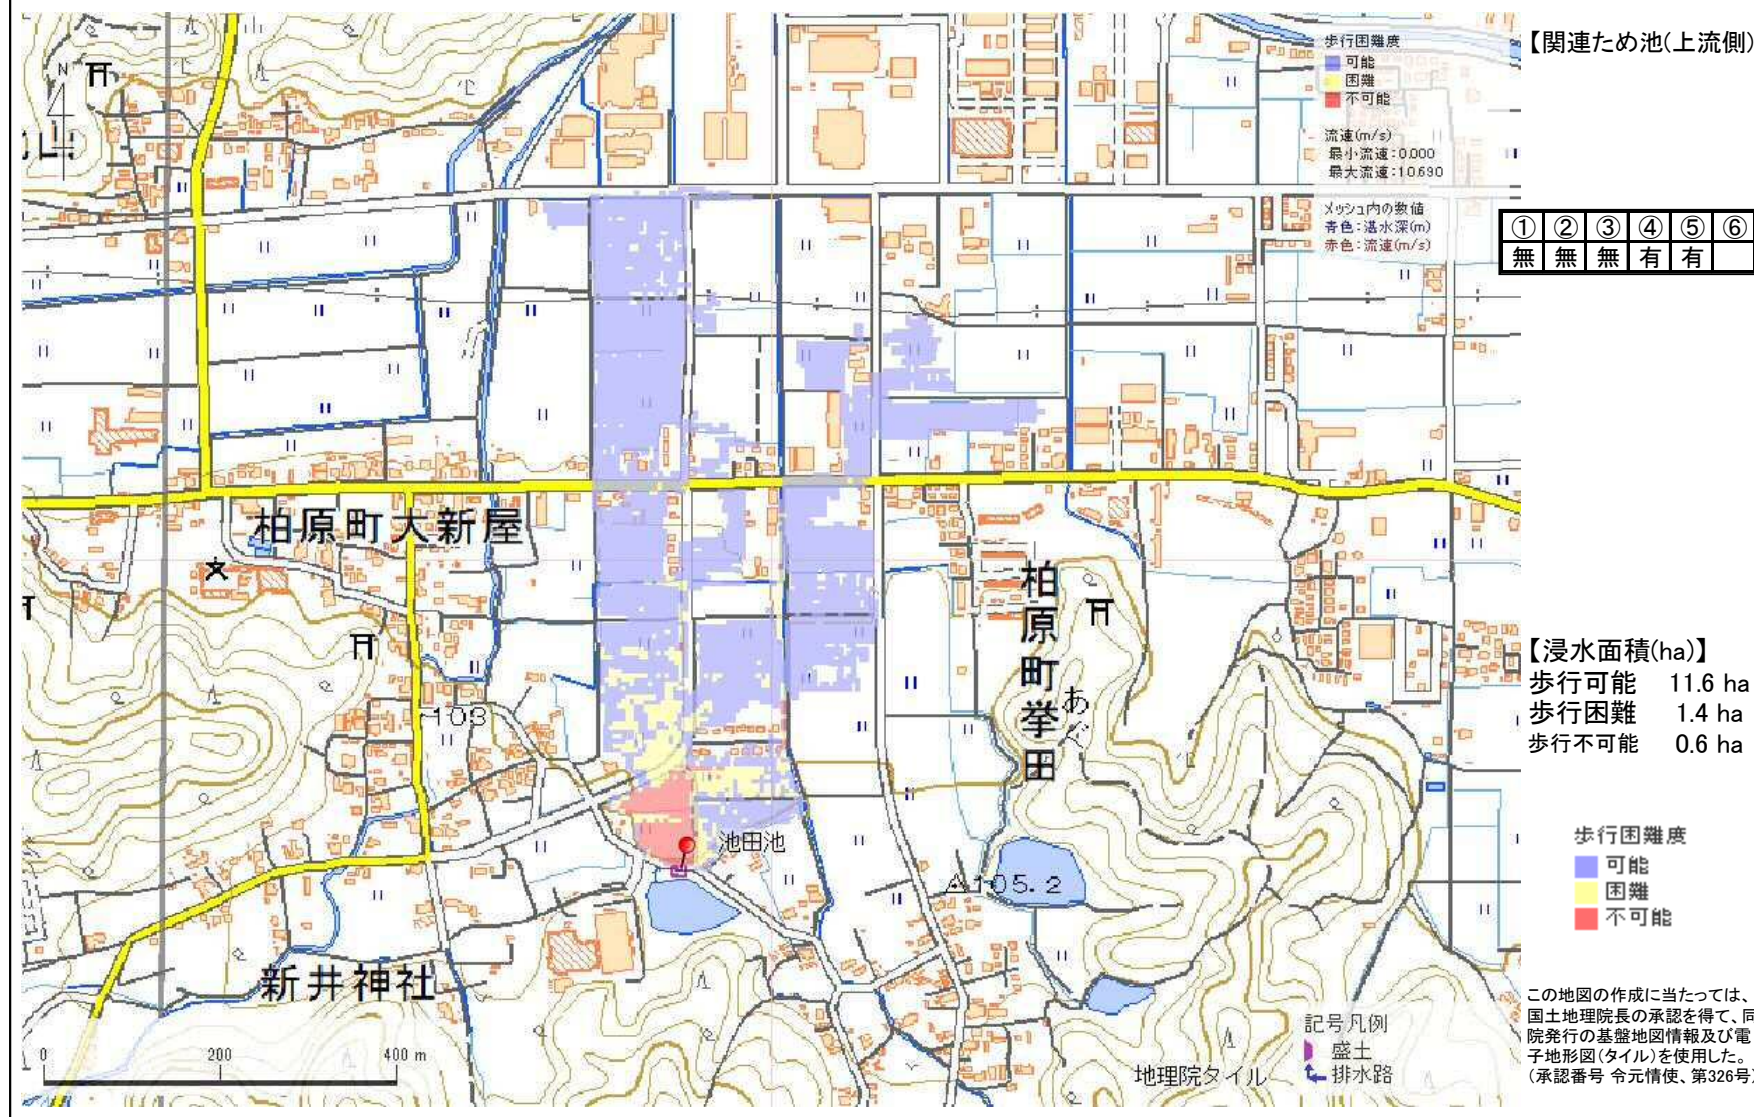 【関連ため池(上流側)
歩行困難度
可能
困難
不可能
流速(m/s)
最小流速:0.000
最大流速:10.690
メッシュ内の数値
青色:湛水深(m)
赤色:流速(m/s)
① ② ③ ④ ⑤ ⑥
無 無 無 有 有
N
柏原町大新屋
柏原町挙田
あぐ
103
池田池
105.2
新井神社
【浸水面積(ha)】
歩行可能 11.6 ha
歩行困難 1.4 ha
歩行不可能 0.6 ha
歩行困難度
可能
困難
不可能
記号凡例
盛土
排水路
地理院タイル
0 200 400 m
この地図の作成に当たっては、
国土地理院長の承認を得て、同
院発行の基盤地図情報及び電
子地形図(タイル)を使用した。
(承認番号 令元情使、第326号)